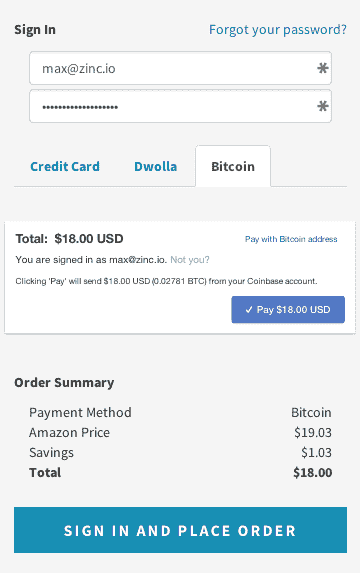 Sign In
Forgot your password?
max@zinc.io
*
••••••••••••••••••••
*
Credit Card
Dwolla
Bitcoin
Total: $18.00 USD
Pay with Bitcoin address
You are signed in as max@zinc.io. Not you?
Clicking 'Pay' will send $18.00 USD (0.02781 BTC) from your Coinbase account.
✓ Pay $18.00 USD
Order Summary
Payment Method Bitcoin
Amazon Price $19.03
Savings $1.03
Total $18.00
SIGN IN AND PLACE ORDER